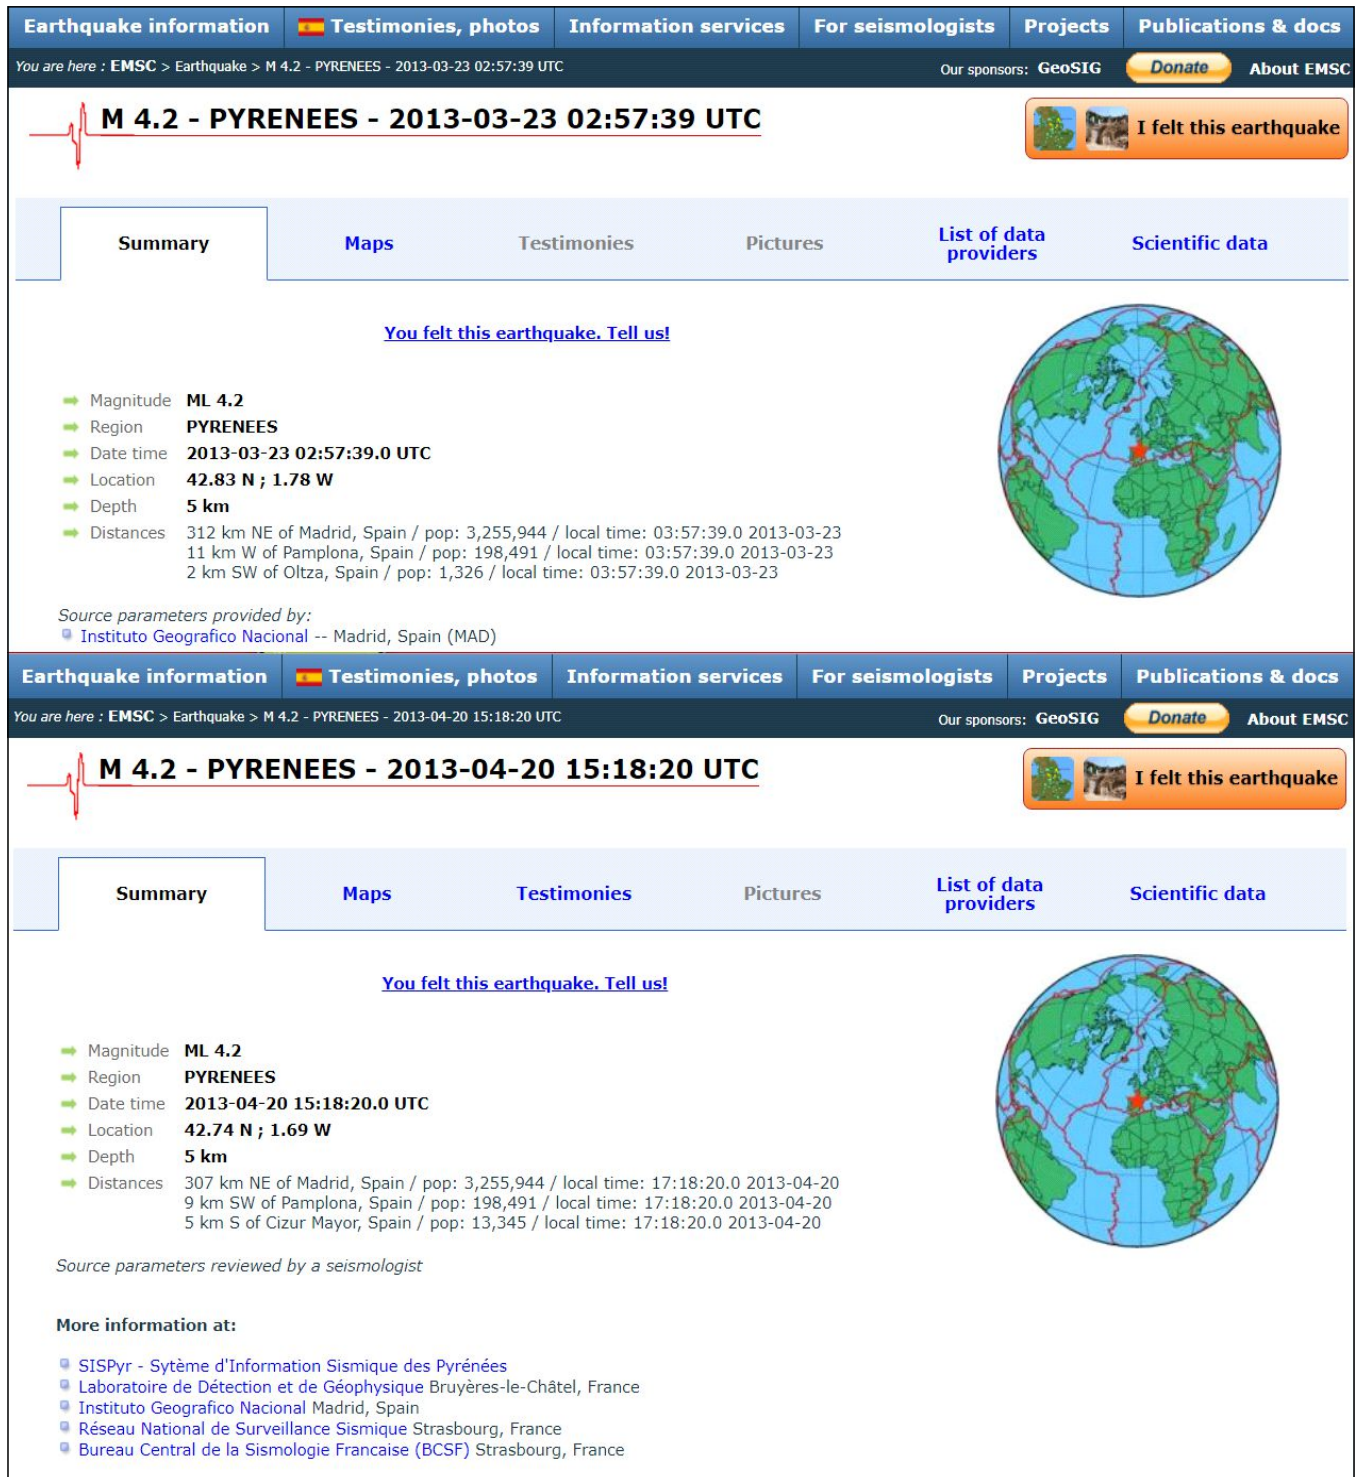 Earthquake information Testimonies, photos Information services For seismologists Projects Publications & docs
You are here : EMSC > Earthquake > M 4.2 - PYRENEES - 2013-03-23 02:57:39 UTC Our sponsors: GeoSIG Donate About EMSC
M 4.2 - PYRENEES - 2013-03-23 02:57:39 UTC
I felt this earthquake
Summary Maps Testimonies Pictures List of data providers Scientific data
You felt this earthquake. Tell us!
Magnitude ML 4.2
Region PYRENEES
Date time 2013-03-23 02:57:39.0 UTC
Location 42.83 N ; 1.78 W
Depth 5 km
Distances 312 km NE of Madrid, Spain / pop: 3,255,944 / local time: 03:57:39.0 2013-03-23
11 km W of Pamplona, Spain / pop: 198,491 / local time: 03:57:39.0 2013-03-23
2 km SW of Oltza, Spain / pop: 1,326 / local time: 03:57:39.0 2013-03-23
Source parameters provided by:
Instituto Geografico Nacional -- Madrid, Spain (MAD)
Earthquake information Testimonies, photos Information services For seismologists Projects Publications & docs
You are here : EMSC > Earthquake > M 4.2 - PYRENEES - 2013-04-20 15:18:20 UTC Our sponsors: GeoSIG Donate About EMSC
M 4.2 - PYRENEES - 2013-04-20 15:18:20 UTC
I felt this earthquake
Summary Maps Testimonies Pictures List of data providers Scientific data
You felt this earthquake. Tell us!
Magnitude ML 4.2
Region PYRENEES
Date time 2013-04-20 15:18:20.0 UTC
Location 42.74 N ; 1.69 W
Depth 5 km
Distances 307 km NE of Madrid, Spain / pop: 3,255,944 / local time: 17:18:20.0 2013-04-20
9 km SW of Pamplona, Spain / pop: 198,491 / local time: 17:18:20.0 2013-04-20
5 km S of Cizur Mayor, Spain / pop: 13,345 / local time: 17:18:20.0 2013-04-20
Source parameters reviewed by a seismologist
More information at:
SISPyr - Sytème d'Information Sismique des Pyrénées
Laboratoire de Détection et de Géophysique Bruyères-le-Châtel, France
Instituto Geografico Nacional Madrid, Spain
Réseau National de Surveillance Sismique Strasbourg, France
Bureau Central de la Sismologie Francaise (BCSF) Strasbourg, France